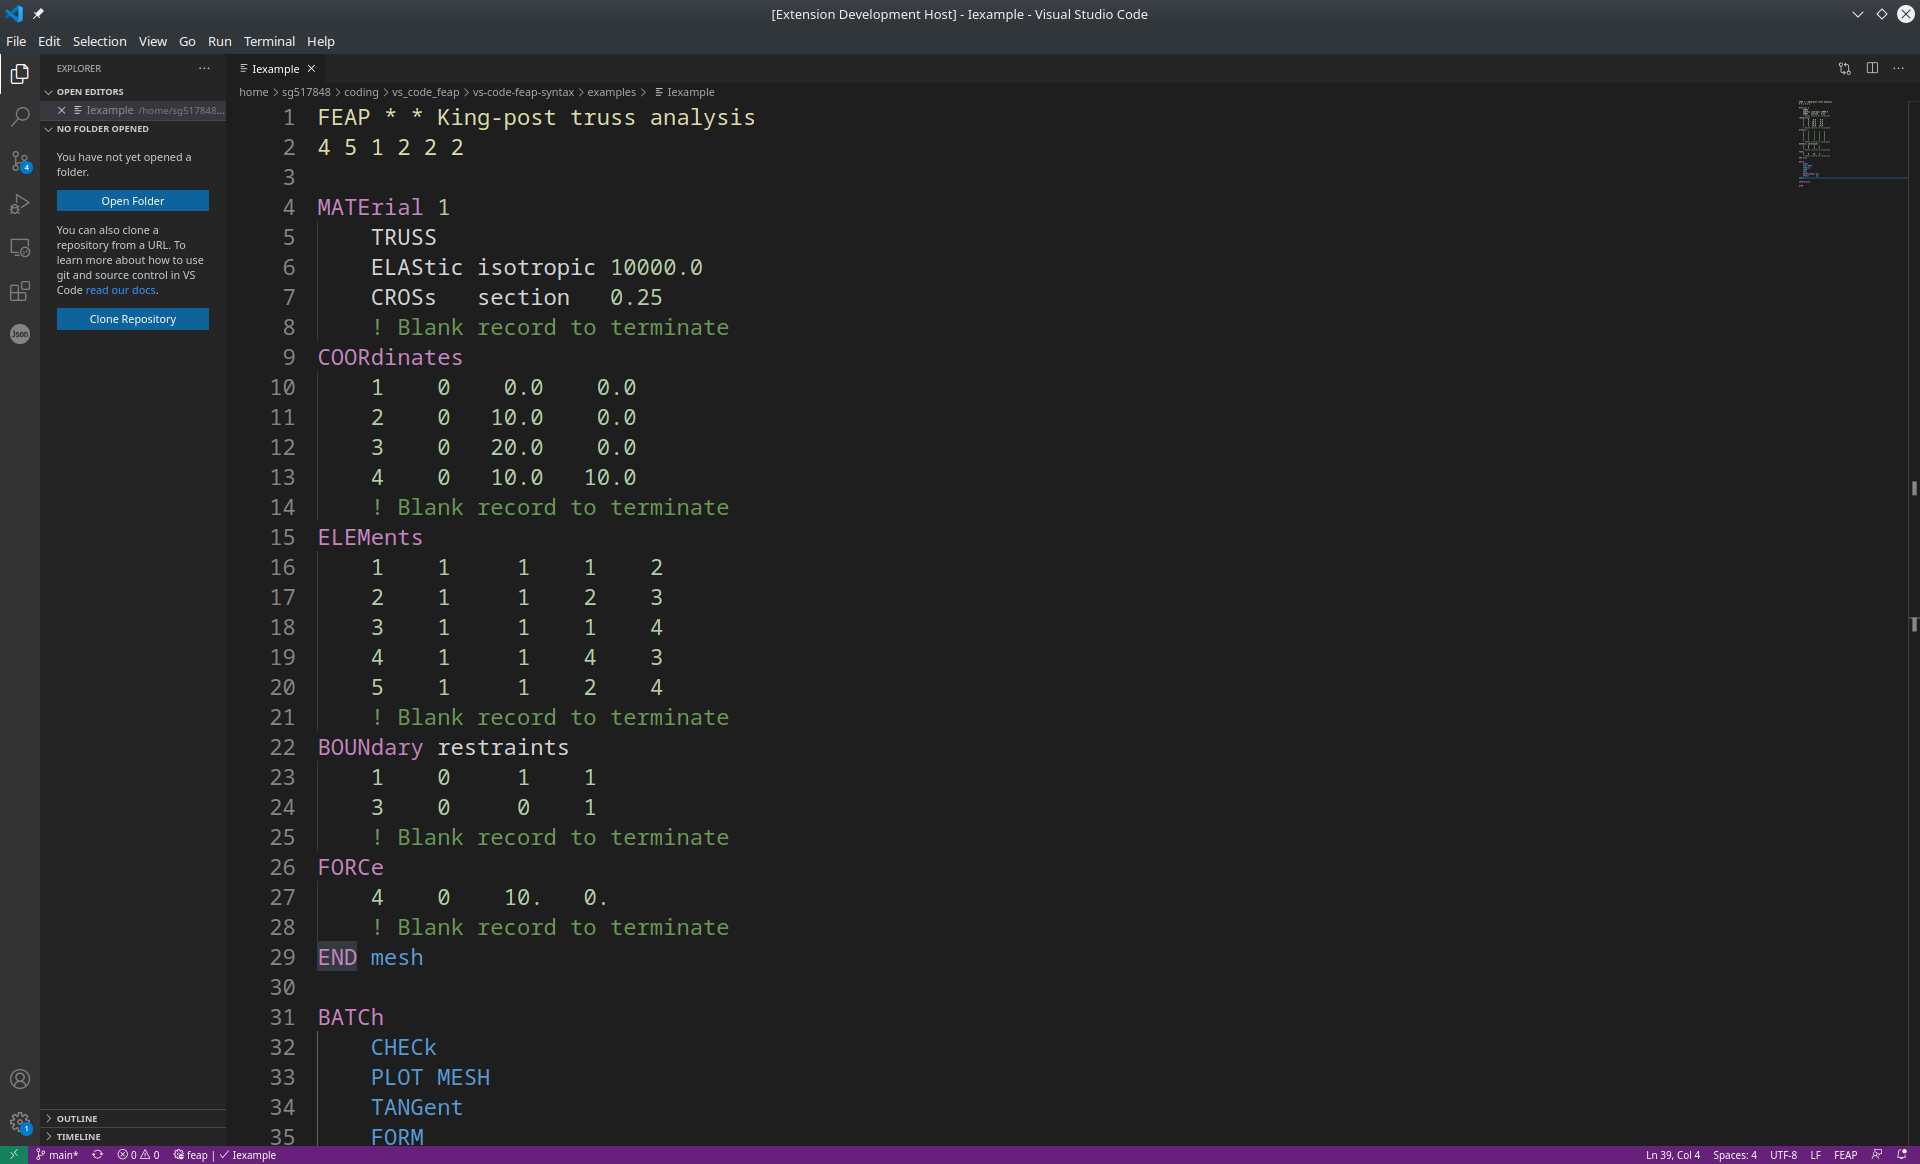 [Extension Development Host] - Iexample - Visual Studio Code
File Edit Selection View Go Run Terminal Help
EXPLORER
OPEN EDITORS
Iexample /home/sg517848...
NO FOLDER OPENED
You have not yet opened a
folder.
Open Folder
You can also clone a
repository from a URL. To
learn more about how to use
git and source control in VS
Code read our docs.
Clone Repository
4
Json
1
OUTLINE
TIMELINE
Iexample
home > sg517848 > coding > vs_code_feap > vs-code-feap-syntax > examples > Iexample
1 FEAP * * King-post truss analysis
2 4 5 1 2 2 2
3
4 MATErial 1
5 TRUSS
6 ELAStic isotropic 10000.0
7 CROSs section 0.25
8 ! Blank record to terminate
9 COORdinates
10 1 0 0.0 0.0
11 2 0 10.0 0.0
12 3 0 20.0 0.0
13 4 0 10.0 10.0
14 ! Blank record to terminate
15 ELEMents
16 1 1 1 1 2
17 2 1 1 2 3
18 3 1 1 1 4
19 4 1 1 4 3
20 5 1 1 2 4
21 ! Blank record to terminate
22 BOUNdary restraints
23 1 0 1 1
24 3 0 0 1
25 ! Blank record to terminate
26 FORCe
27 4 0 10. 0.
28 ! Blank record to terminate
29 END mesh
30
31 BATCh
32 CHECk
33 PLOT MESH
34 TANGent
35 FORM
main* 0 0 feap | ✓ Iexample Ln 39, Col 4 Spaces: 4 UTF-8 LF FEAP